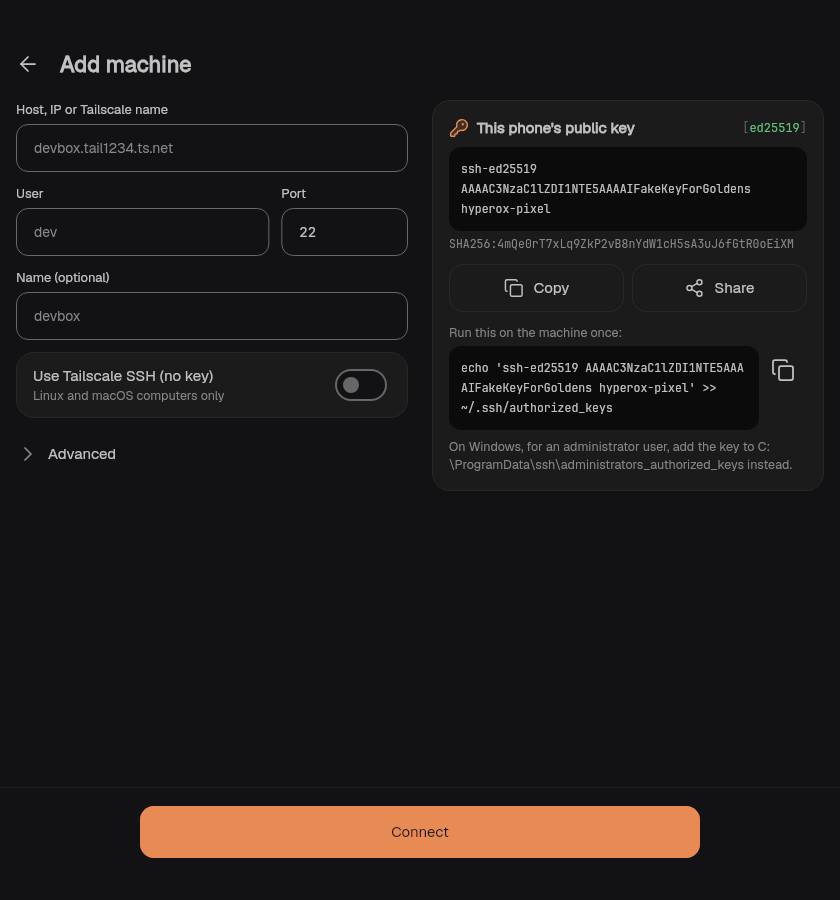 Add machine
Host, IP or Tailscale name
devbox.tail1234.ts.net
User
Port
dev
22
Name (optional)
devbox
Use Tailscale SSH (no key)
Linux and macOS computers only
Advanced
This phone's public key
[ed25519]
ssh-ed25519
AAAAC3NzaC1lZDI1NTE5AAAAIFakeKeyForGoldens
hyperox-pixel
SHA256:4mQe0rT7xLq9ZkP2vB8nYdW1cH5sA3uJ6fGtR0oEiXM
Copy
Share
Run this on the machine once:
echo 'ssh-ed25519 AAAAC3NzaC1lZDI1NTE5AAA
AIFakeKeyForGoldens hyperox-pixel' >>
~/.ssh/authorized_keys
On Windows, for an administrator user, add the key to C:
\ProgramData\ssh\administrators_authorized_keys instead.
Connect